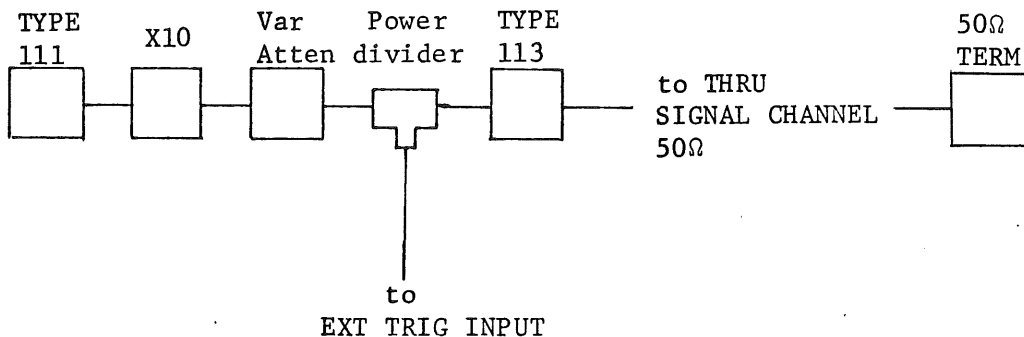 TYPE
111
X10
Var
Atten
Power
divider
TYPE
113
to THRU
SIGNAL CHANNEL
50Ω
50Ω
TERM
to
EXT TRIG INPUT